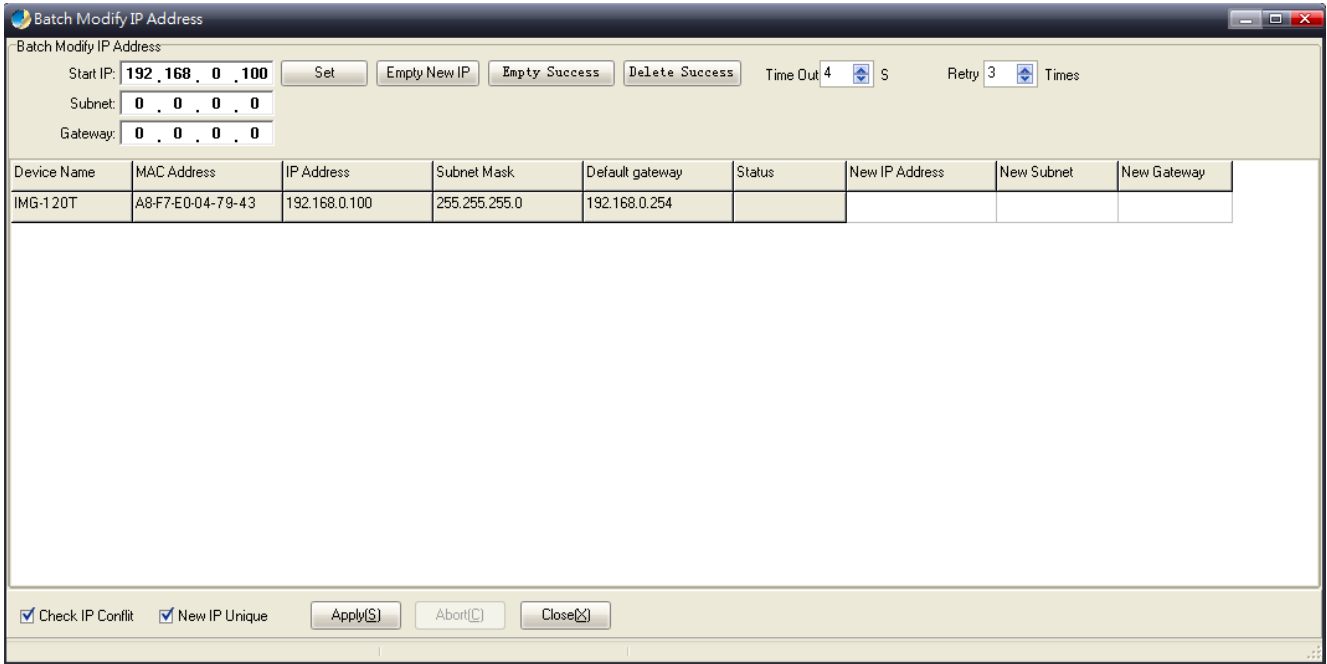 Batch Modify IP Address
Batch Modify IP Address
Start IP: 192 . 168 . 0 . 100 Set Empty New IP Empty Success Delete Success Time Out 4 S Retry 3 Times
Subnet: 0 . 0 . 0 . 0
Gateway: 0 . 0 . 0 . 0
Device Name MAC Address IP Address Subnet Mask Default gateway Status New IP Address New Subnet New Gateway
IMG-120T A8-F7-E0-04-79-43 192.168.0.100 255.255.255.0 192.168.0.254
Check IP Conflit New IP Unique Apply(S) Abort(C) Close(X)